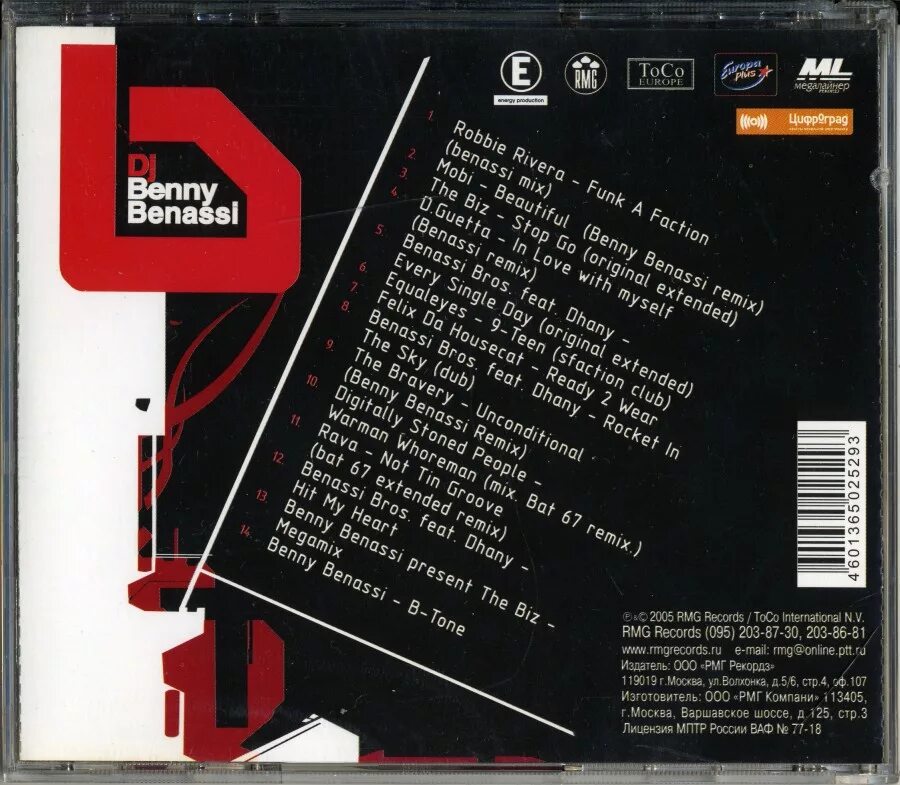 Dj
Benny
Benassi
E
energy production
RMG
ToCo
EUROPE
Europa
plus
ML
мегалайнер
рекордз
ЦифрОград
1. Robbie Rivera - Funk A Faction
(benassi mix)
2. Mobi - Beautiful (Benny Benassi remix)
3. The Biz - Stop Go (original extended)
4. D.Guetta - In Love with myself
(Benassi remix)
5. Benassi Bros. feat. Dhany -
Every Single Day (original extended)
6. Equaleyes - 9-Teen (sfaction club)
7. Felix Da Housecat - Ready 2 Wear
8. Benassi Bros. feat. Dhany - Rocket In
The Sky (dub)
9. The Bravery - Unconditional
(Benny Benassi Remix)
10. Digitally Stoned People -
Warman Whoreman (mix. Bat 67 remix.)
11. Rava - Not Tin Groove
(bat 67 extended remix)
12. Benassi Bros. feat. Dhany -
Hit My Heart
13. Benny Benassi present The Biz -
Megamix
14. Benny Benassi - B-Tone
4601365025293
℗&© 2005 RMG Records / ToCo International N.V.
RMG Records (095) 203-87-30, 203-86-81
www.rmgrecords.ru e-mail: rmg@online.ptt.ru
Издатель: ООО «РМГ Рекордз»
119019 г.Москва, ул.Волхонка, д.5/6, стр.4, оф.107
Изготовитель: ООО «РМГ Компани» 113405,
г.Москва, Варшавское шоссе, д 125, стр.3
Лицензия МПТР России ВАФ № 77-18